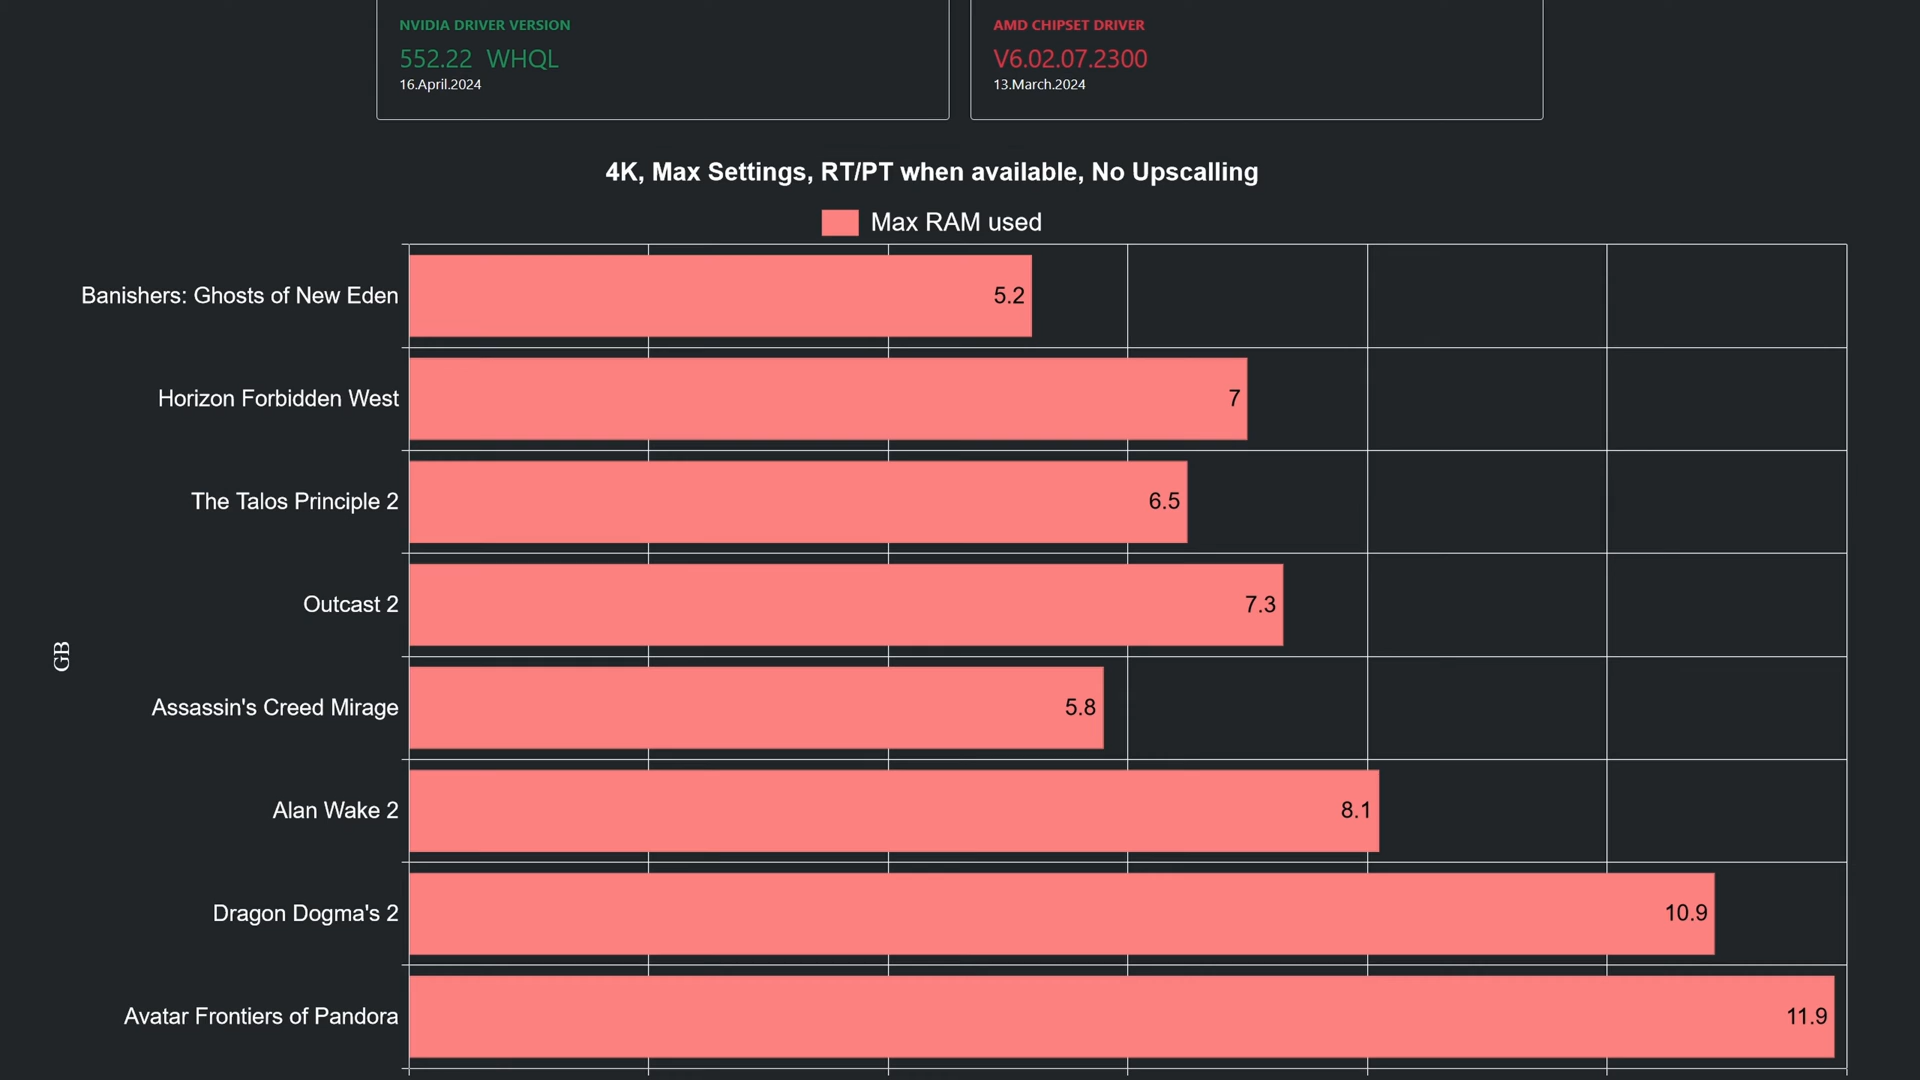 NVIDIA DRIVER VERSION
552.22 WHQL
16.April.2024
AMD CHIPSET DRIVER
V6.02.07.2300
13.March.2024
4K, Max Settings, RT/PT when available, No Upscalling
Max RAM used
Banishers: Ghosts of New Eden 5.2
Horizon Forbidden West 7
The Talos Principle 2 6.5
Outcast 2 7.3
GB
Assassin's Creed Mirage 5.8
Alan Wake 2 8.1
Dragon Dogma's 2 10.9
Avatar Frontiers of Pandora 11.9